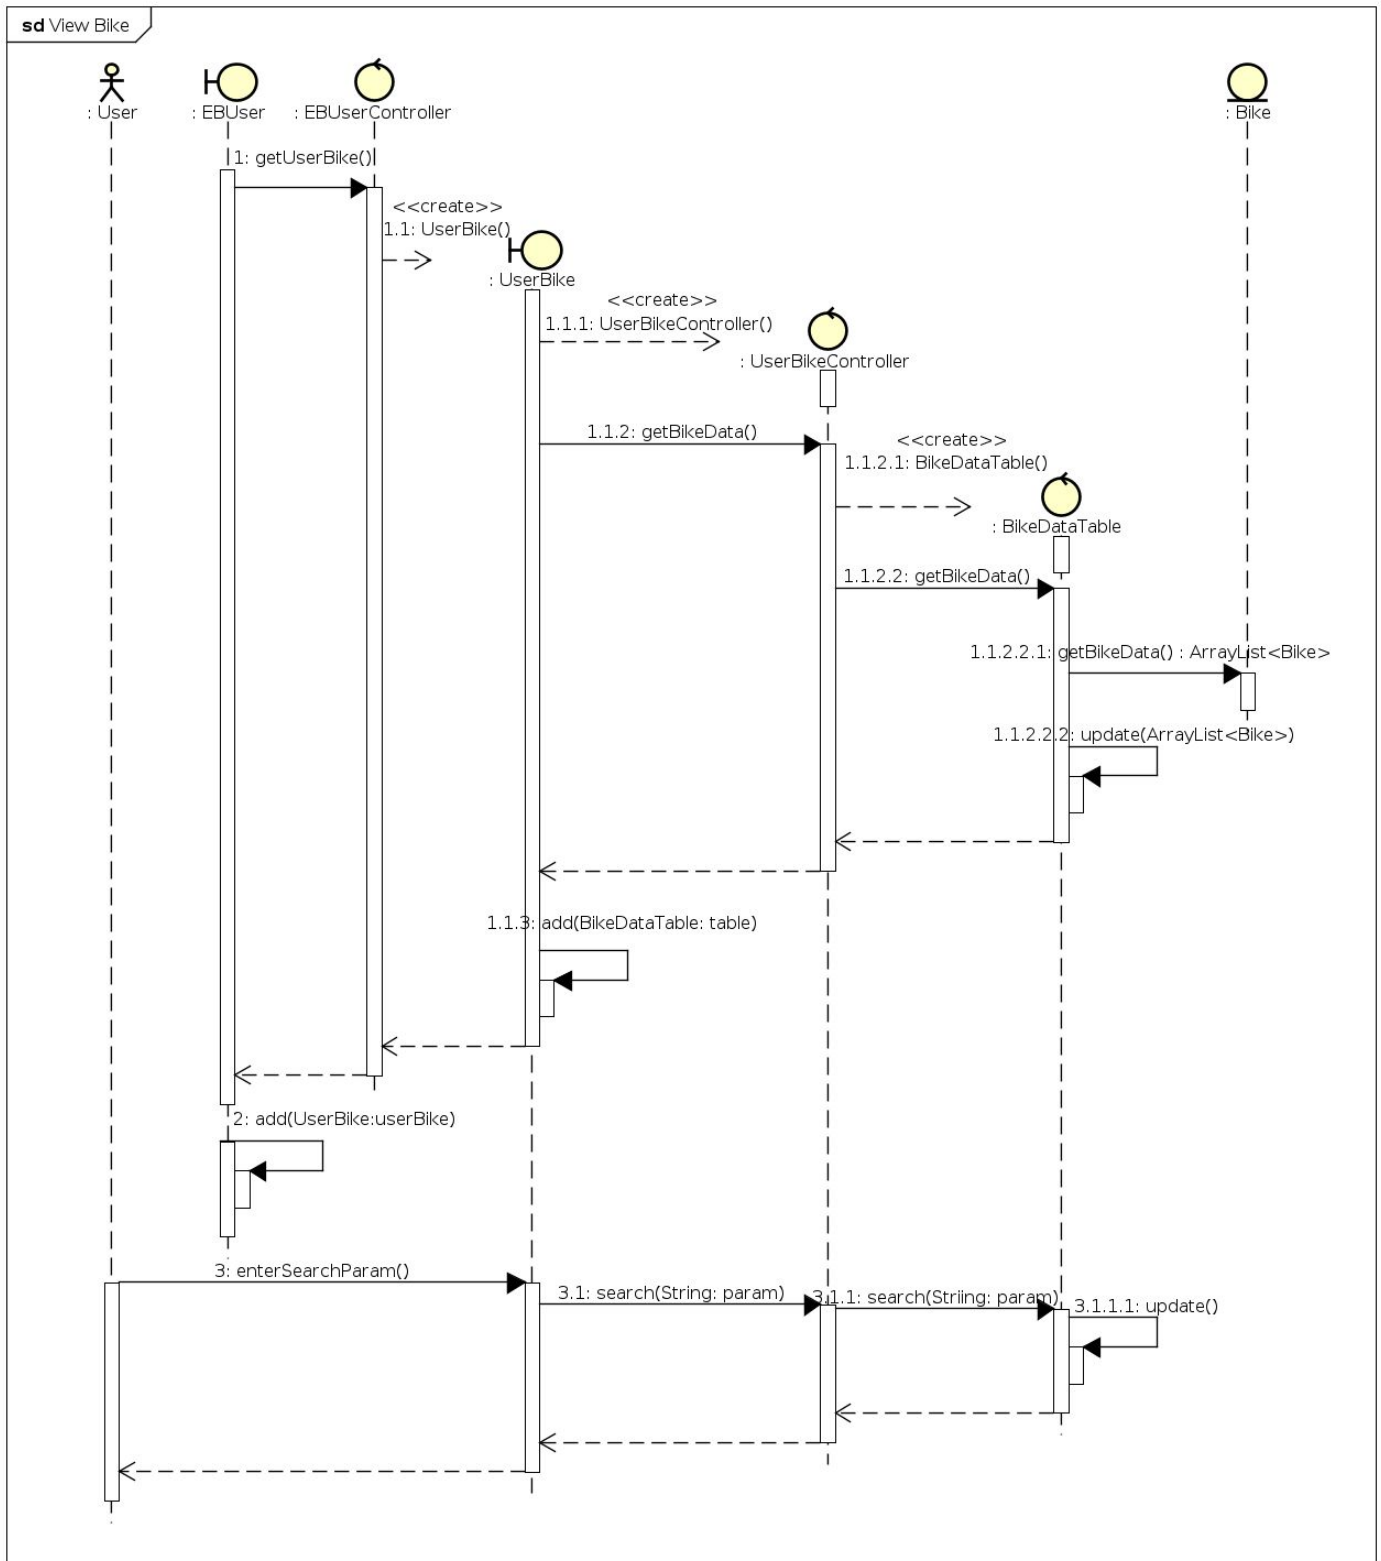 sd View Bike
: User
: EBUser
: EBUserController
: Bike
1: getUserBike()
<<create>>
1.1: UserBike()
: UserBike
<<create>>
1.1.1: UserBikeController()
: UserBikeController
1.1.2: getBikeData()
<<create>>
1.1.2.1: BikeDataTable()
: BikeDataTable
1.1.2.2: getBikeData()
1.1.2.2.1: getBikeData() : ArrayList<Bike>
1.1.2.2.2: update(ArrayList<Bike>)
1.1.3: add(BikeDataTable: table)
2: add(UserBike:userBike)
3: enterSearchParam()
3.1: search(String: param)
3.1.1: search(Striing: param)
3.1.1.1: update()